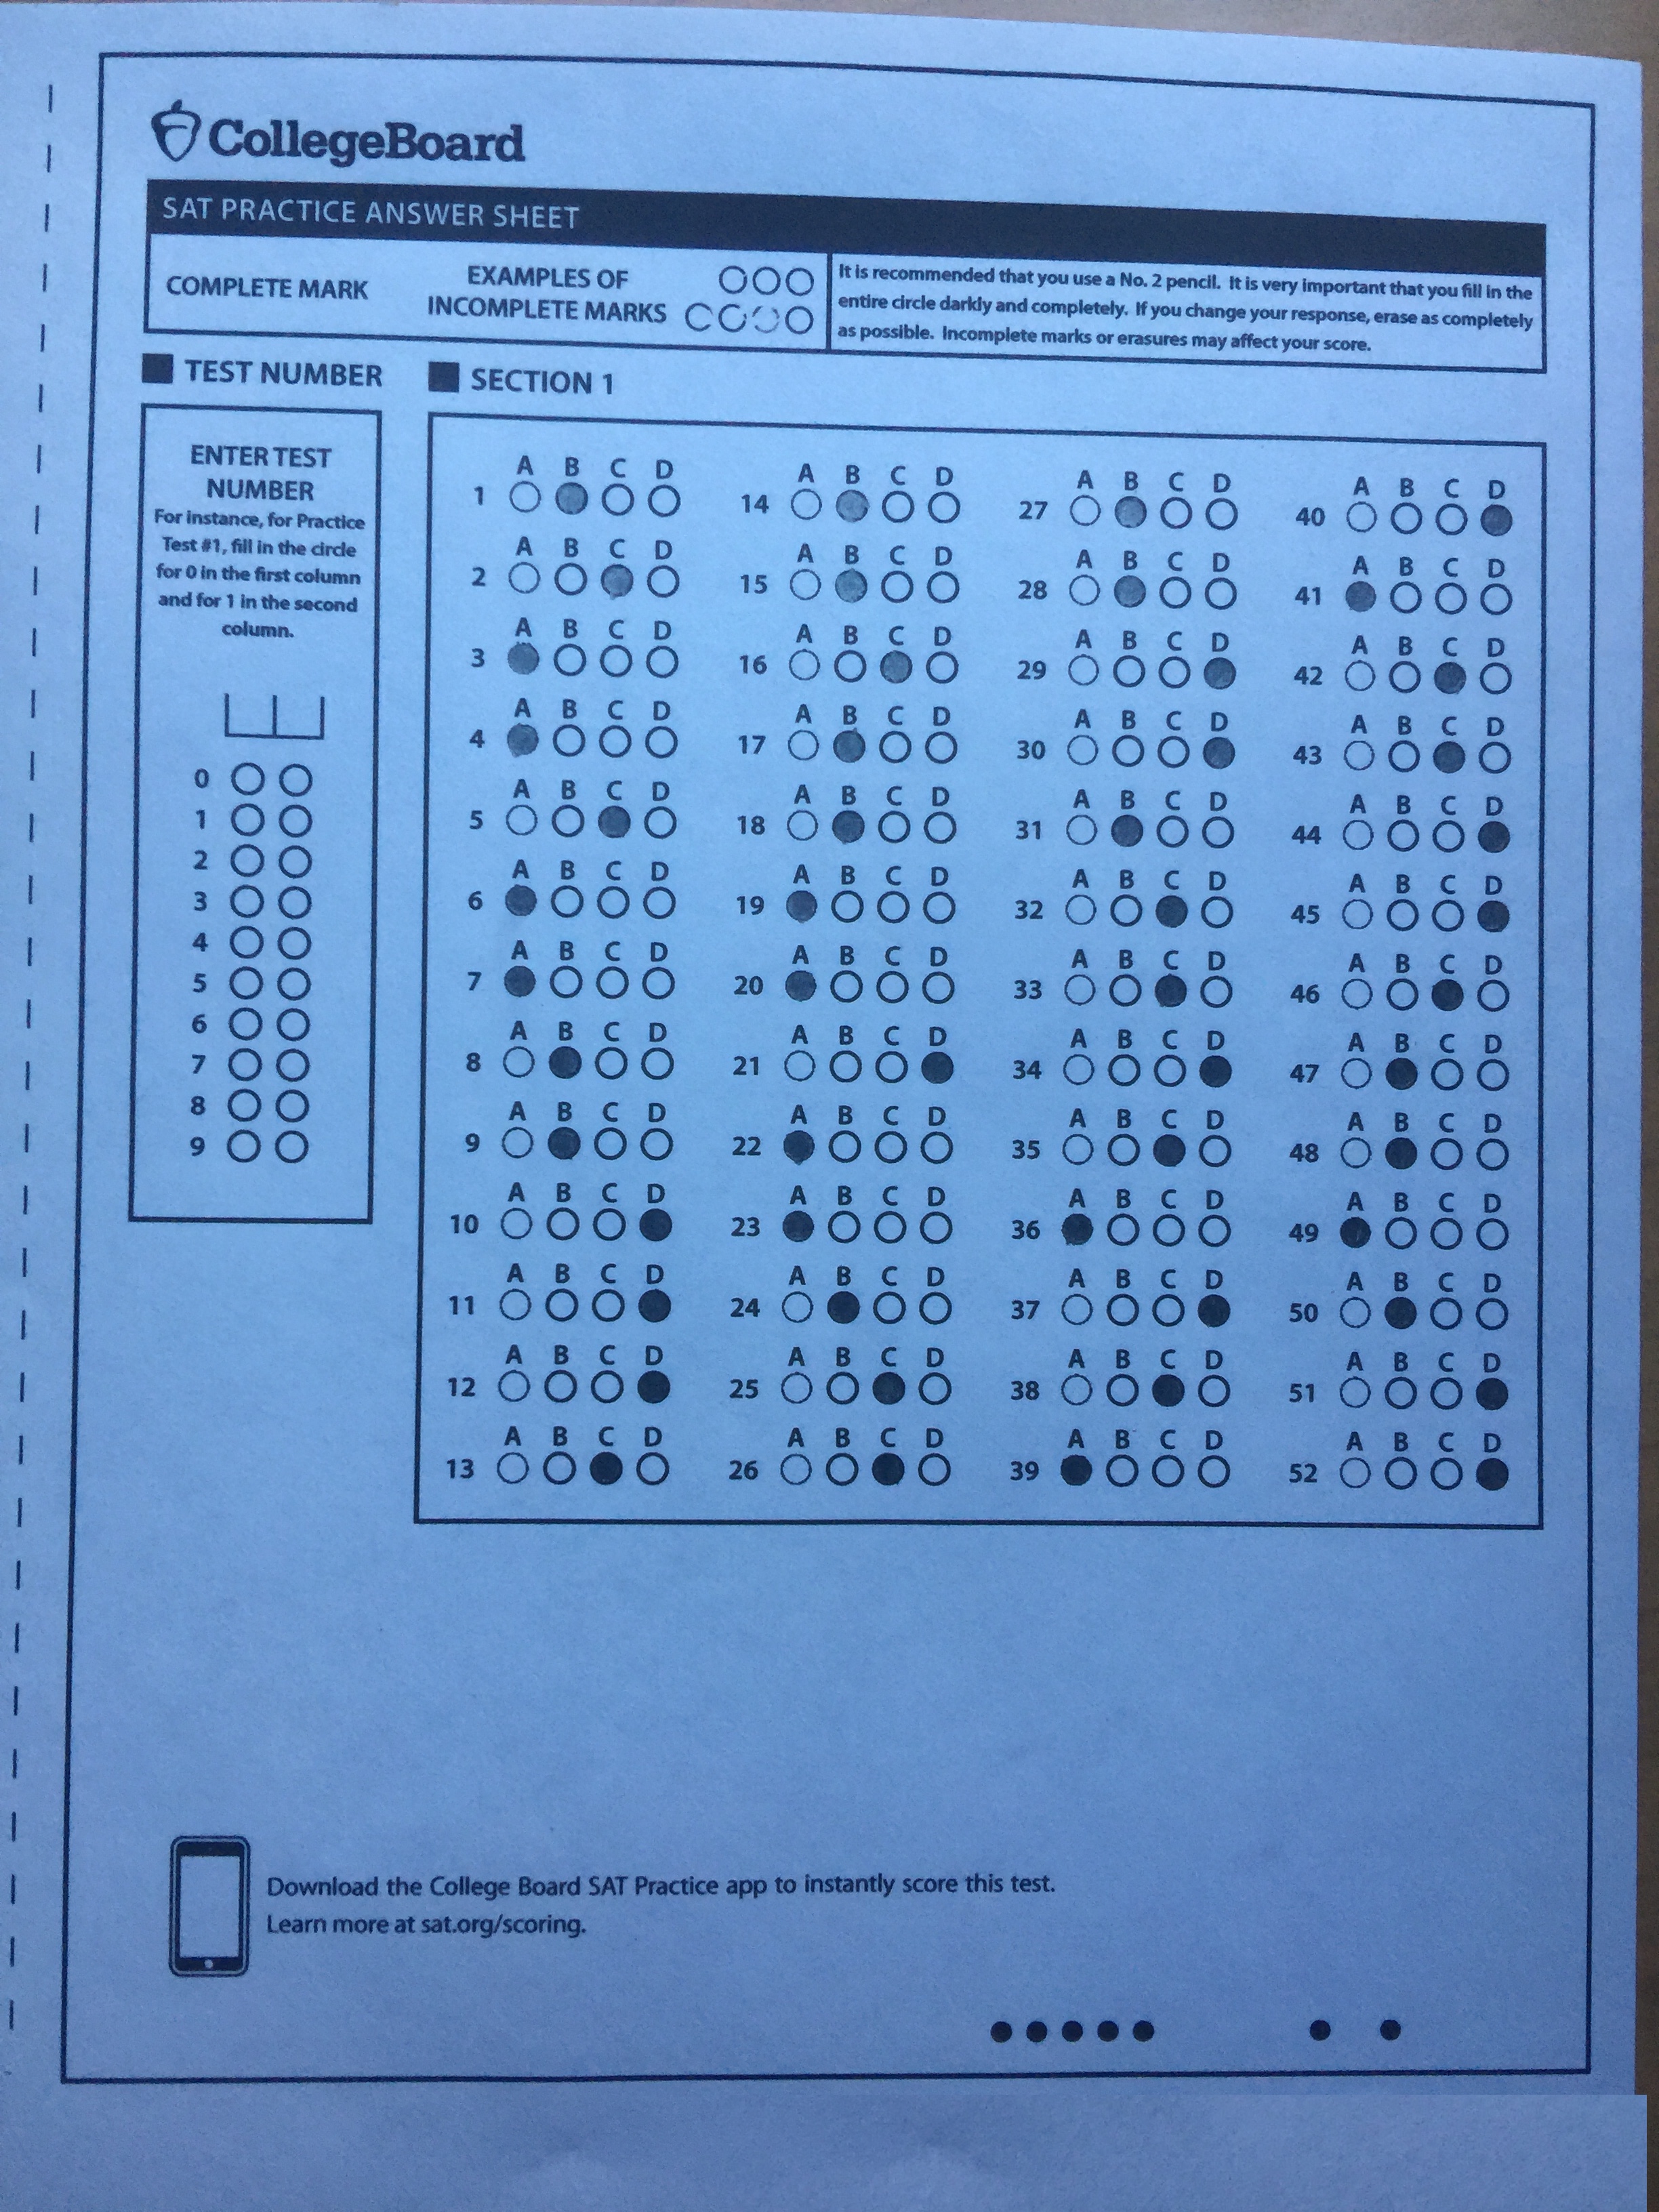 CollegeBoard
SAT PRACTICE ANSWER SHEET
COMPLETE MARK
EXAMPLES OF
INCOMPLETE MARKS
It is recommended that you use a No. 2 pencil. It is very important that you fill in the
entire circle darkly and completely. If you change your response, erase as completely
as possible. Incomplete marks or erasures may affect your score.
TEST NUMBER
SECTION 1
ENTER TEST
NUMBER
For instance, for Practice
Test #1, fill in the circle
for 0 in the first column
and for 1 in the second
column.
0
1
2
3
4
5
6
7
8
9
A B C D
1
A B C D
2
A B C D
3
A B C D
4
A B C D
5
A B C D
6
A B C D
7
A B C D
8
A B C D
9
A B C D
10
A B C D
11
A B C D
12
A B C D
13
A B C D
14
A B C D
15
A B C D
16
A B C D
17
A B C D
18
A B C D
19
A B C D
20
A B C D
21
A B C D
22
A B C D
23
A B C D
24
A B C D
25
A B C D
26
A B C D
27
A B C D
28
A B C D
29
A B C D
30
A B C D
31
A B C D
32
A B C D
33
A B C D
34
A B C D
35
A B C D
36
A B C D
37
A B C D
38
A B C D
39
A B C D
40
A B C D
41
A B C D
42
A B C D
43
A B C D
44
A B C D
45
A B C D
46
A B C D
47
A B C D
48
A B C D
49
A B C D
50
A B C D
51
A B C D
52
Download the College Board SAT Practice app to instantly score this test.
Learn more at sat.org/scoring.